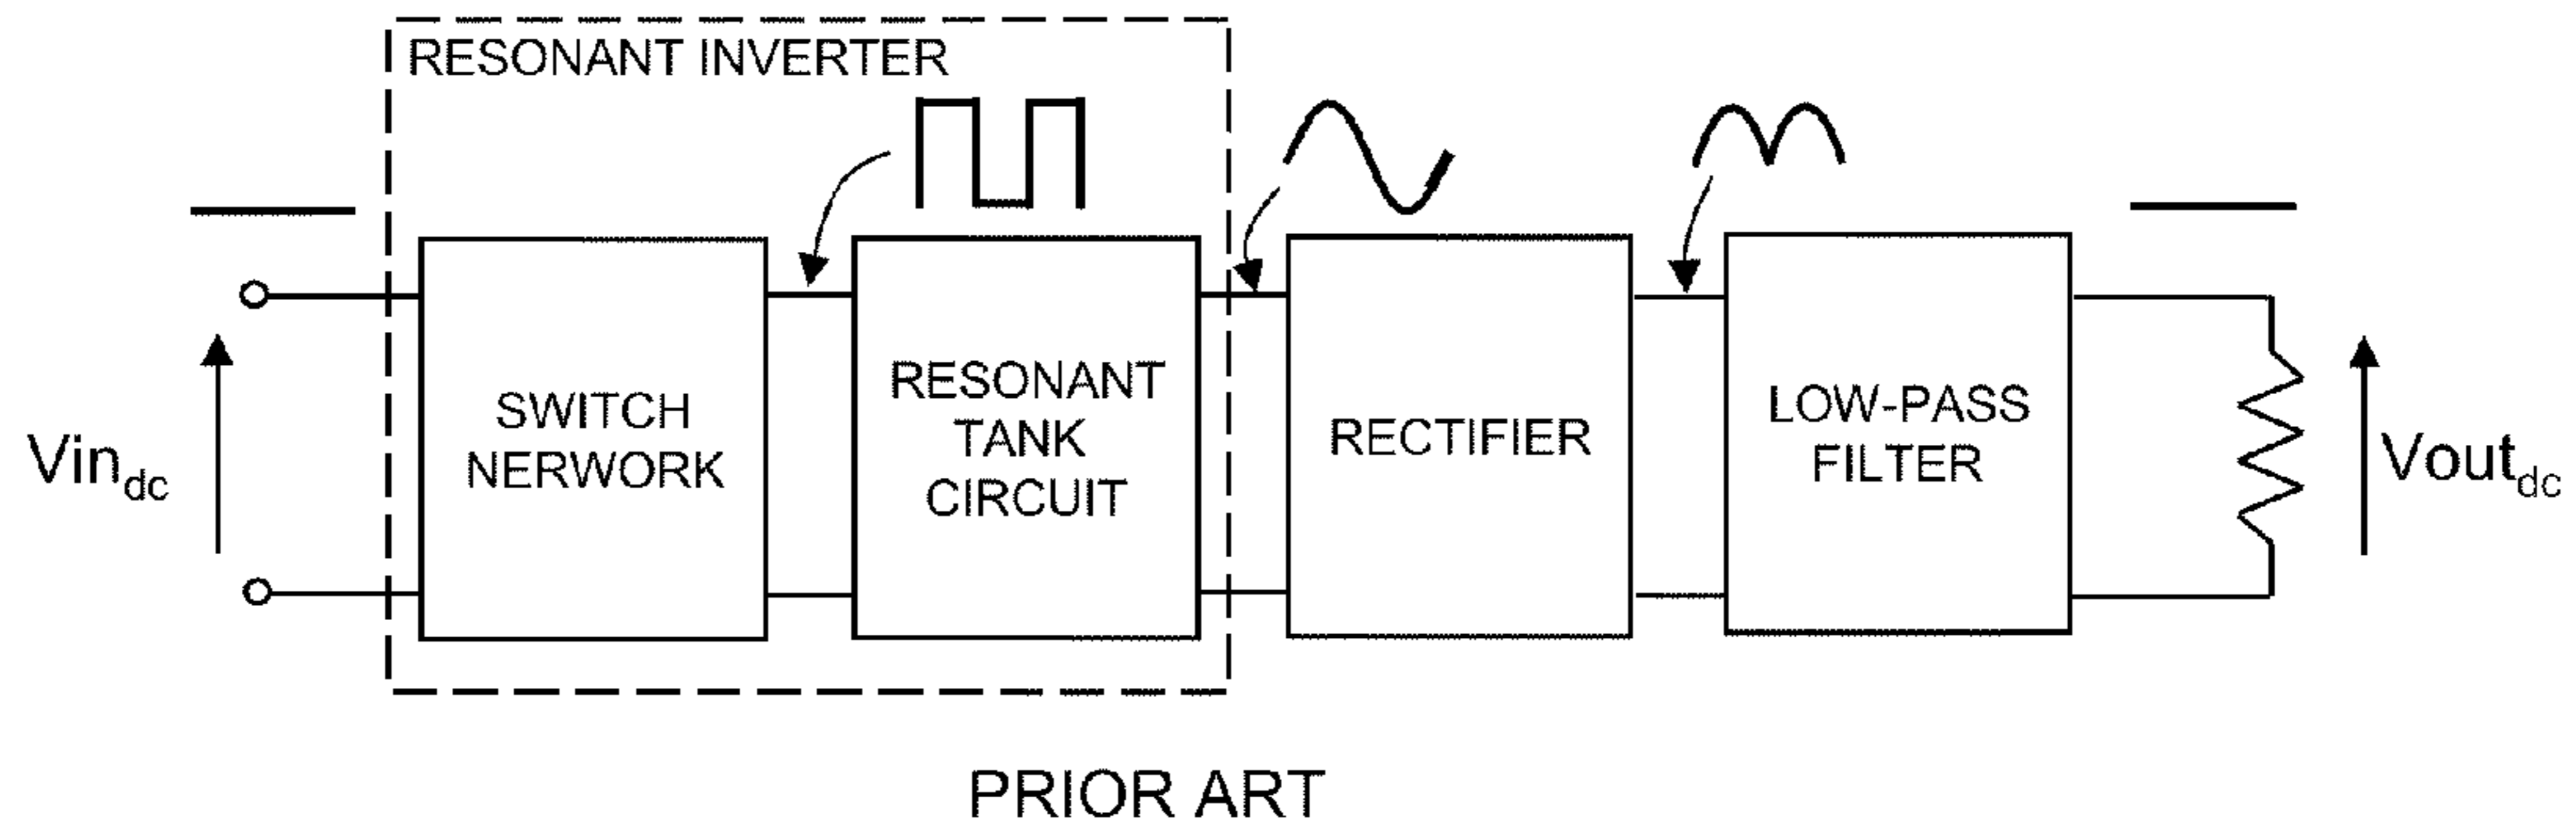 RESONANT INVERTER
Vin_dc
SWITCH
NERWORK
RESONANT
TANK
CIRCUIT
RECTIFIER
LOW-PASS
FILTER
Vout_dc
PRIOR ART